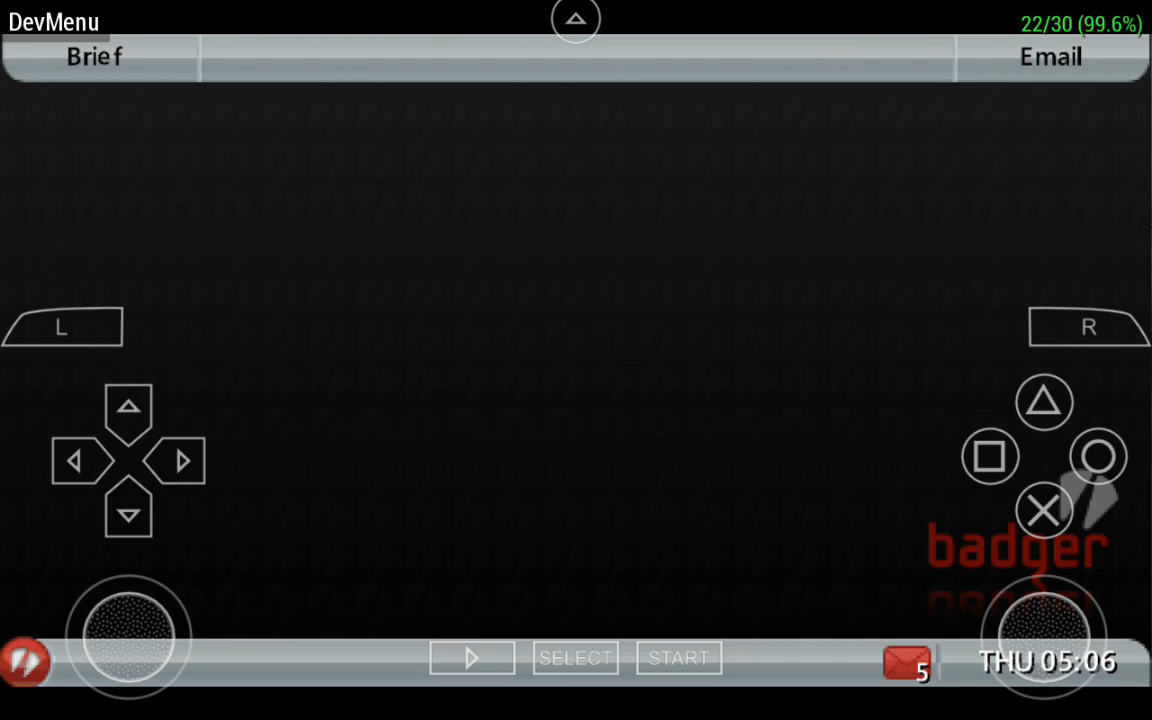 DevMenu
22/30 (99.6%)
Brief
Email
L
R
badger
SELECT
START
5
THU 05:06